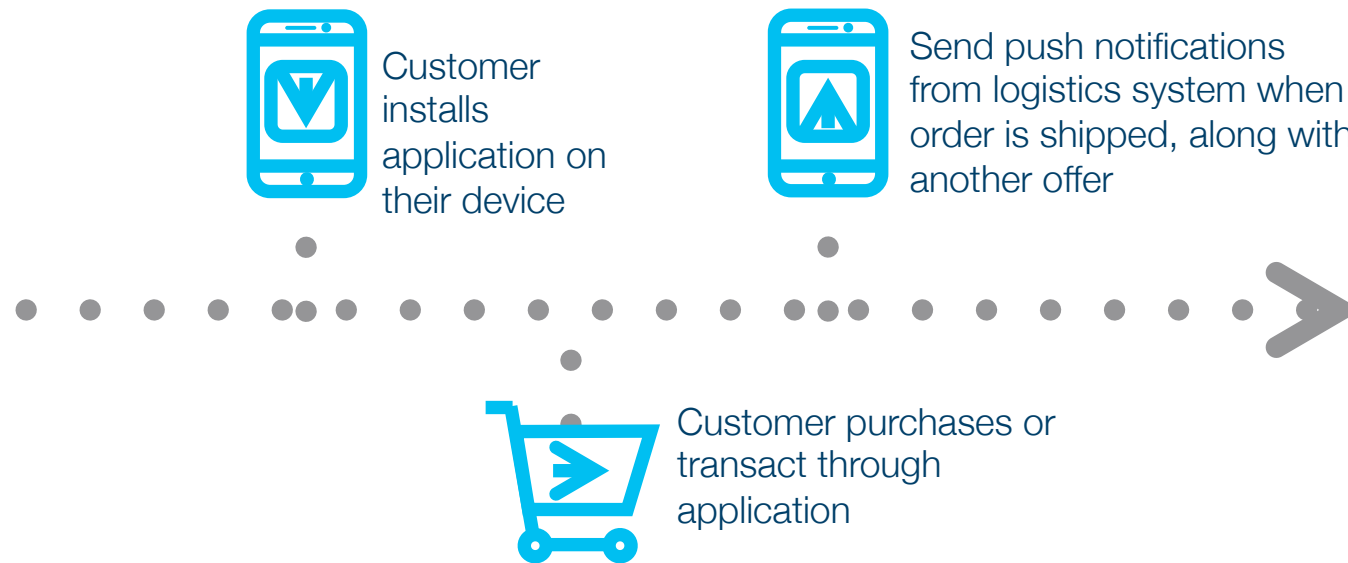 Customer
installs
application on
their device
Send push notifications
from logistics system when
order is shipped, along with
another offer
Customer purchases or
transact through
application